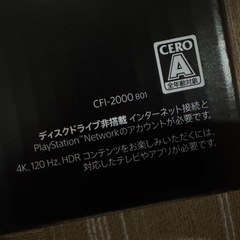 CERO
A
全年齢対象
CFI-2000 B01
ディスクドライブ非搭載 インターネット接続と
PlayStation™Networkのアカウントが必要です。
4K、120 Hz、HDR コンテンツをお楽しみいただくには、
対応したテレビやアプリが必要です。